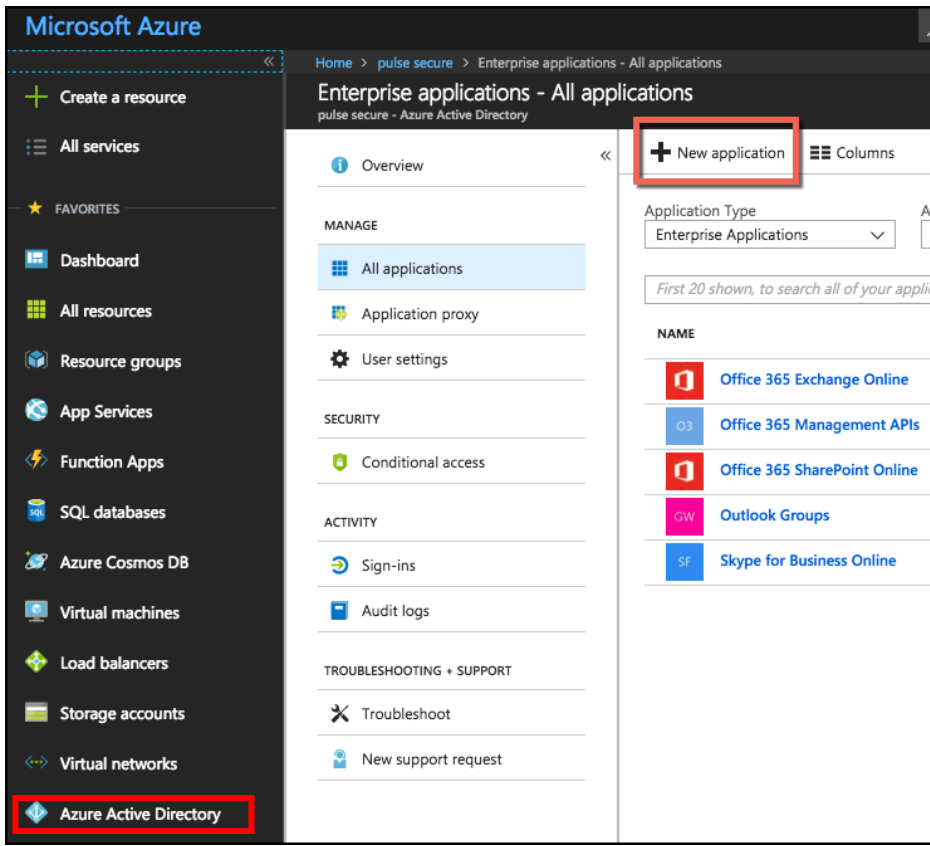 Microsoft Azure
«
Home > pulse secure > Enterprise applications - All applications
Enterprise applications - All applications
pulse secure - Azure Active Directory
Create a resource
All services
FAVORITES
Dashboard
All resources
Resource groups
App Services
Function Apps
SQL databases
Azure Cosmos DB
Virtual machines
Load balancers
Storage accounts
Virtual networks
Azure Active Directory
«
Overview
MANAGE
All applications
Application proxy
User settings
SECURITY
Conditional access
ACTIVITY
Sign-ins
Audit logs
TROUBLESHOOTING + SUPPORT
Troubleshoot
New support request
New application Columns
Application Type
Enterprise Applications
First 20 shown, to search all of your
NAME
Office 365 Exchange Online
O3 Office 365 Management APIs
Office 365 SharePoint Online
GW Outlook Groups
SF Skype for Business Online